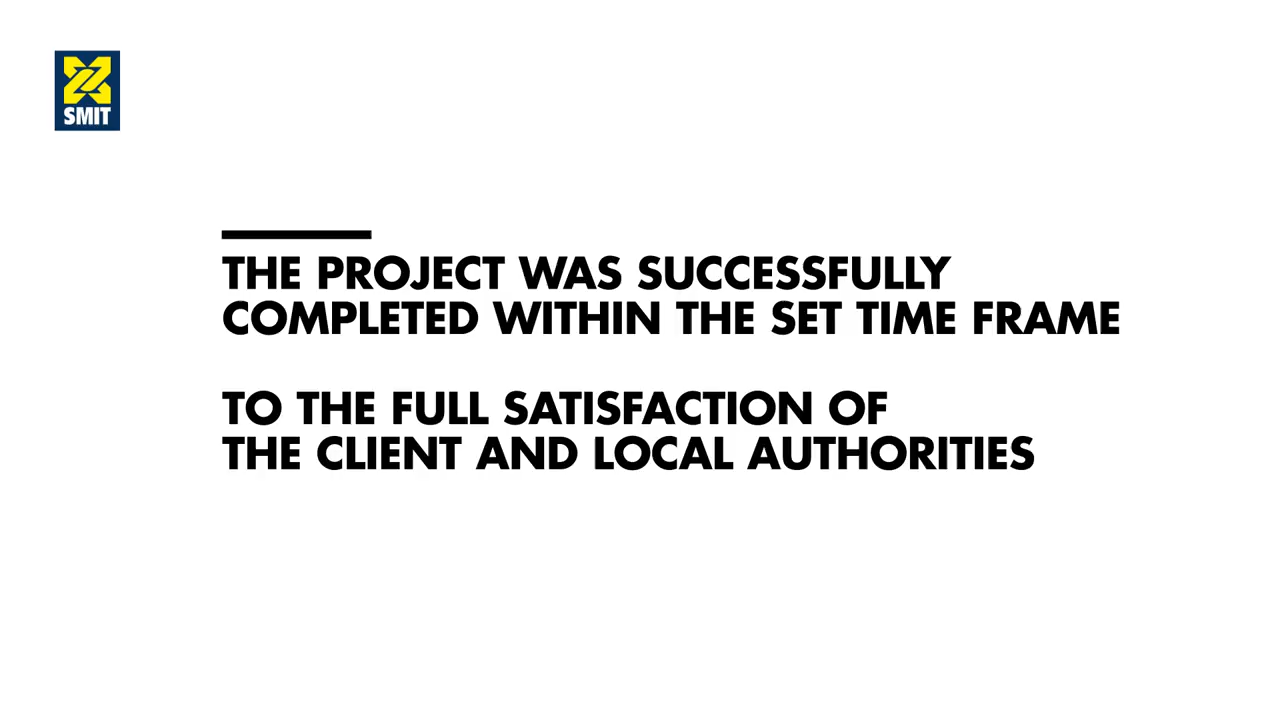 SMIT
THE PROJECT WAS SUCCESSFULLY
COMPLETED WITHIN THE SET TIME FRAME
TO THE FULL SATISFACTION OF
THE CLIENT AND LOCAL AUTHORITIES